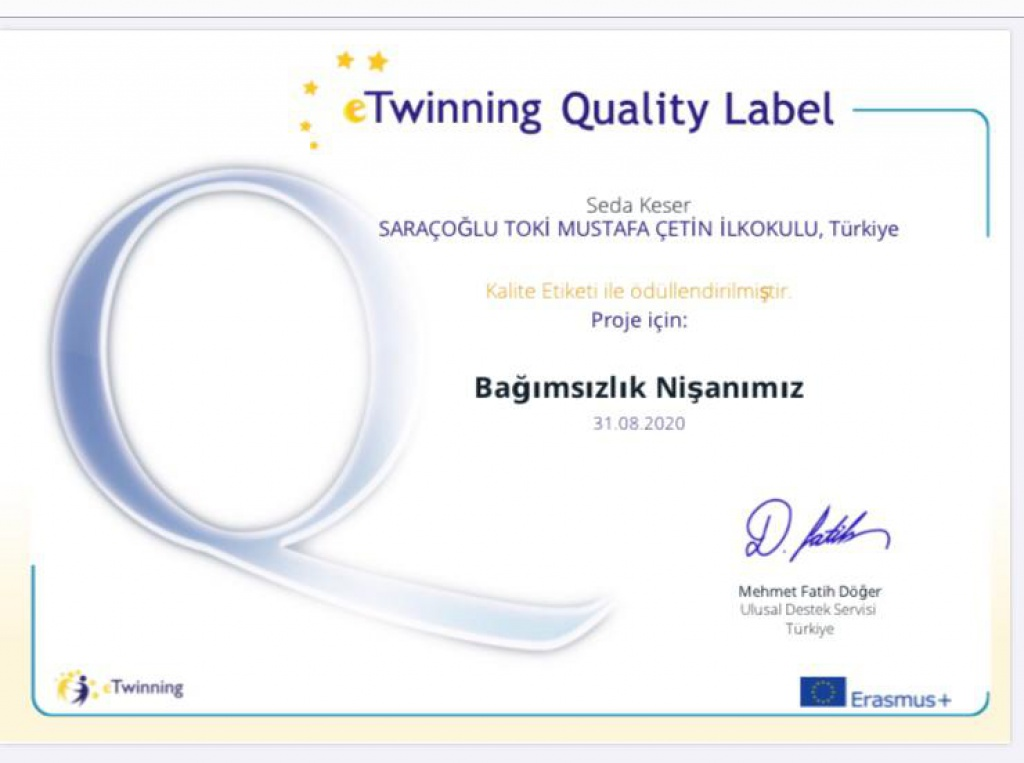 eTwinning Quality Label
Seda Keser
SARAÇOĞLU TOKİ MUSTAFA ÇETİN İLKOKULU, Türkiye
Kalite Etiketi ile ödüllendirilmiştir.
Proje için:
Bağımsızlık Nişanımız
31.08.2020
D. fatih
Mehmet Fatih Döğer
Ulusal Destek Servisi
Türkiye
eTwinning
Erasmus+